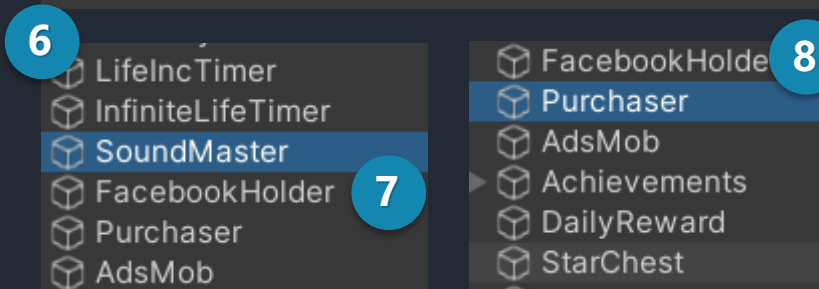 6
LifeIncTimer
InfiniteLifeTimer
SoundMaster
FacebookHolder
7
Purchaser
AdsMob
FacebookHolde
8
Purchaser
AdsMob
Achievements
DailyReward
StarChest